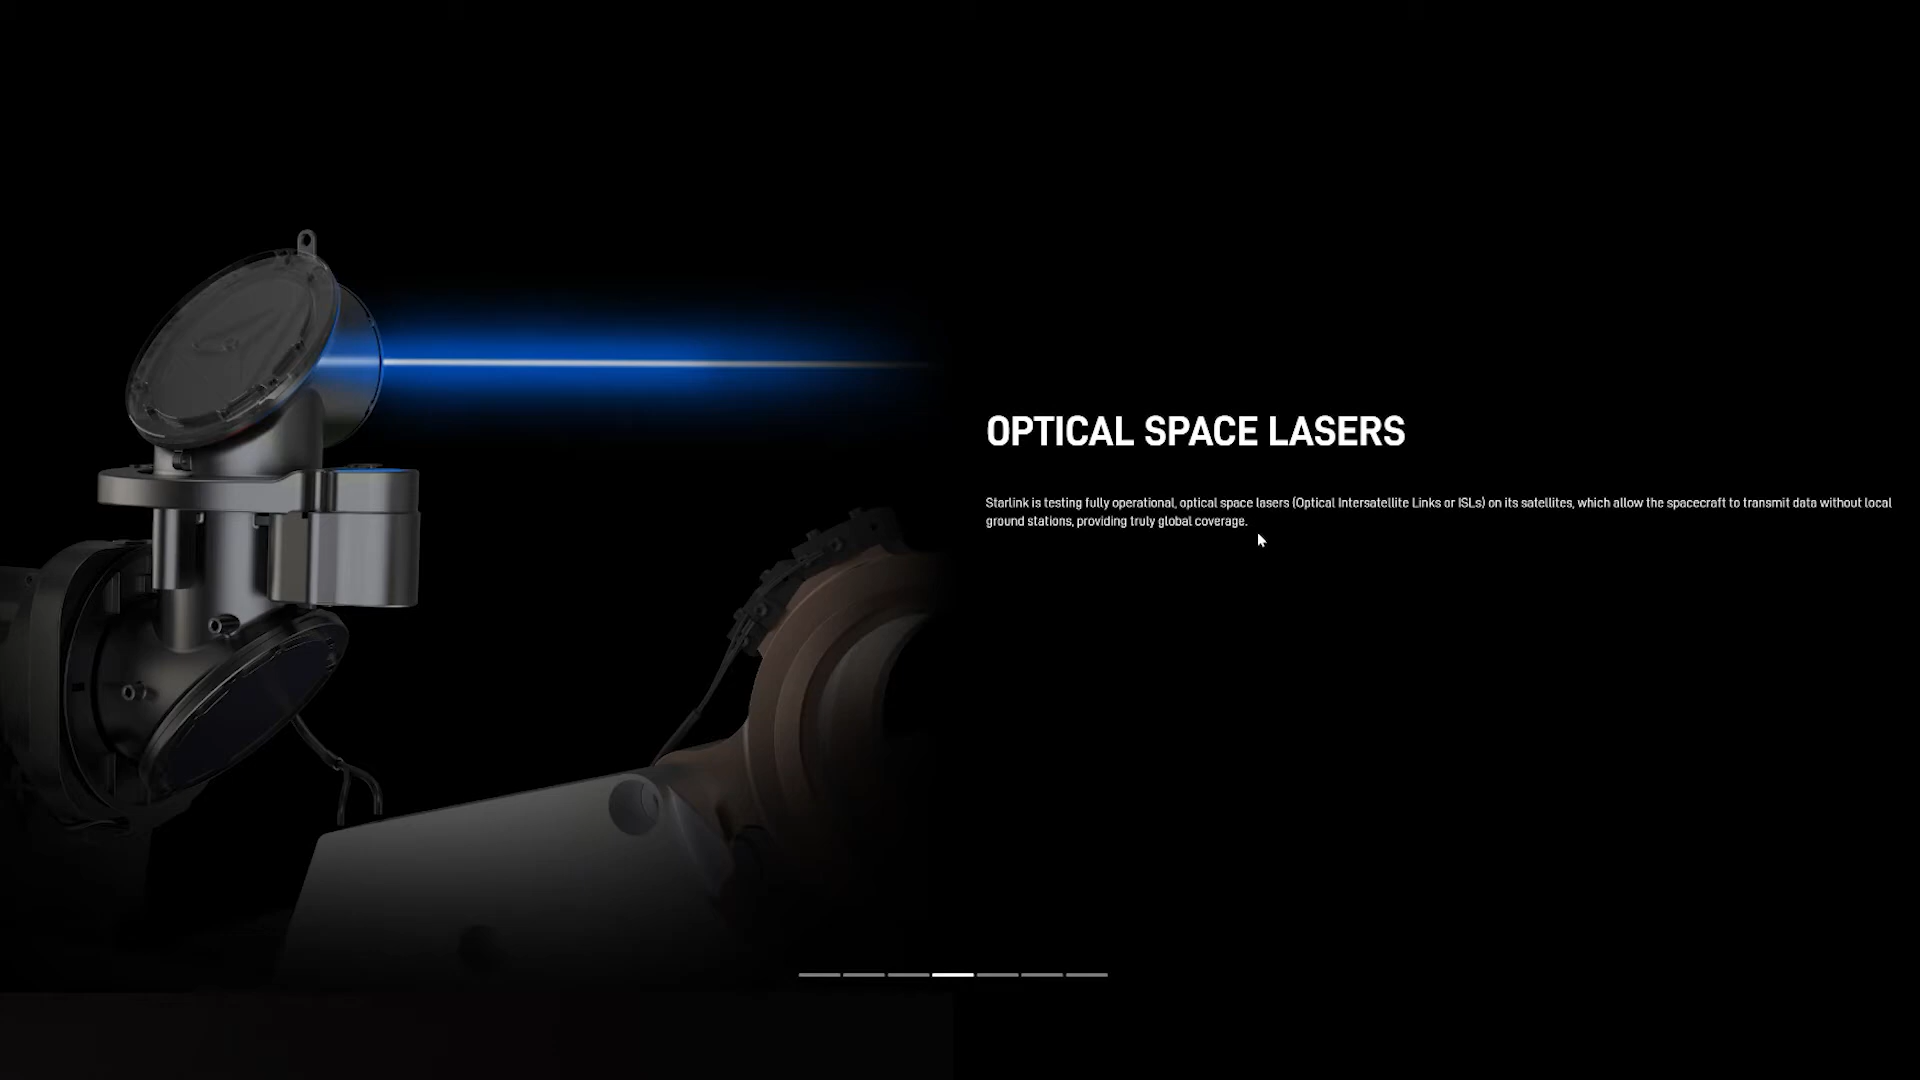 OPTICAL SPACE LASERS
Starlink is testing fully operational, optical space lasers (Optical Intersatellite Links or ISLs) on its satellites, which allow the spacecraft to transmit data without local
ground stations, providing truly global coverage.